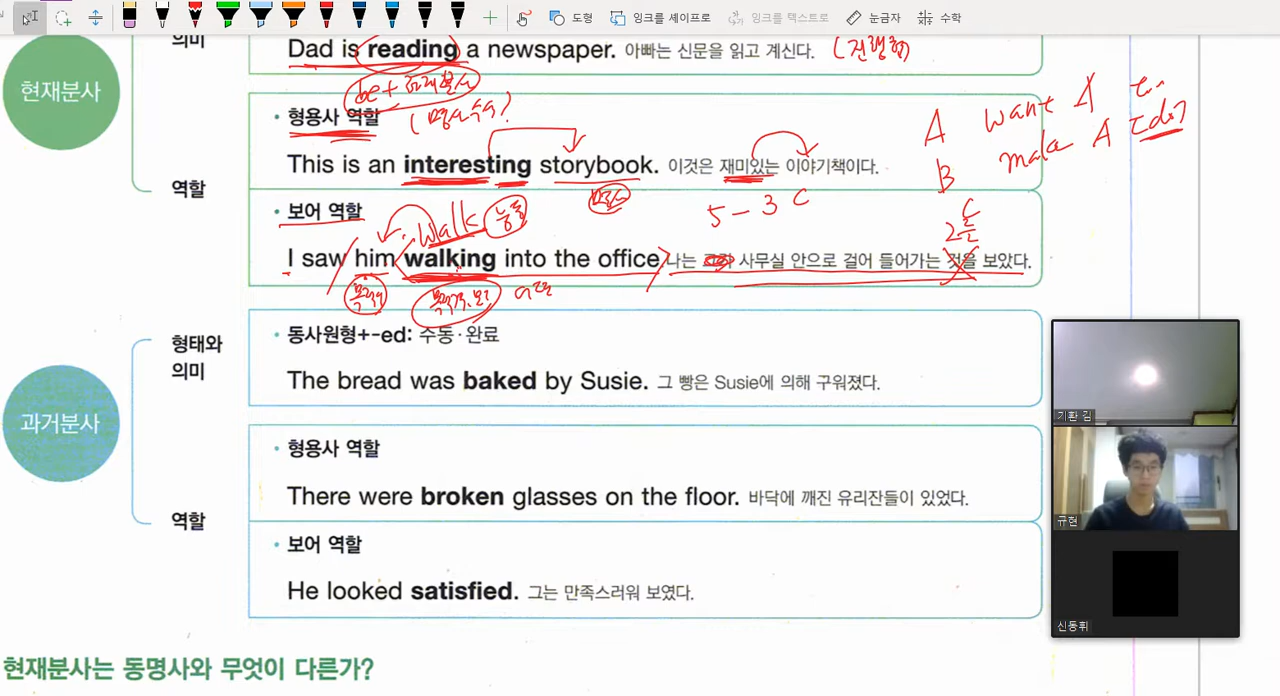 도형 잉크를 셰이프로 잉크를 텍스트로 눈금자 수학
의미
Dad is reading a newspaper. 아빠는 신문을 읽고 계신다. (진행형)
현재분사
be+현재분사
• 형용사 역할
This is an interesting storybook. 이것은 재미있는 이야기책이다.
역할
• 보어 역할
walk
능동
I saw him walking into the office 나는 사무실 안으로 걸어 들어가는 것을 보았다.
A want A to
B make A
5-3
형태와
의미
• 동사원형+-ed: 수동·완료
The bread was baked by Susie. 그 빵은 Susie에 의해 구워졌다.
과거분사
• 형용사 역할
There were broken glasses on the floor. 바닥에 깨진 유리잔들이 있었다.
역할
• 보어 역할
He looked satisfied. 그는 만족스러워 보였다.
현재분사는 동명사와 무엇이 다른가?
기환 김
규현
신동휘